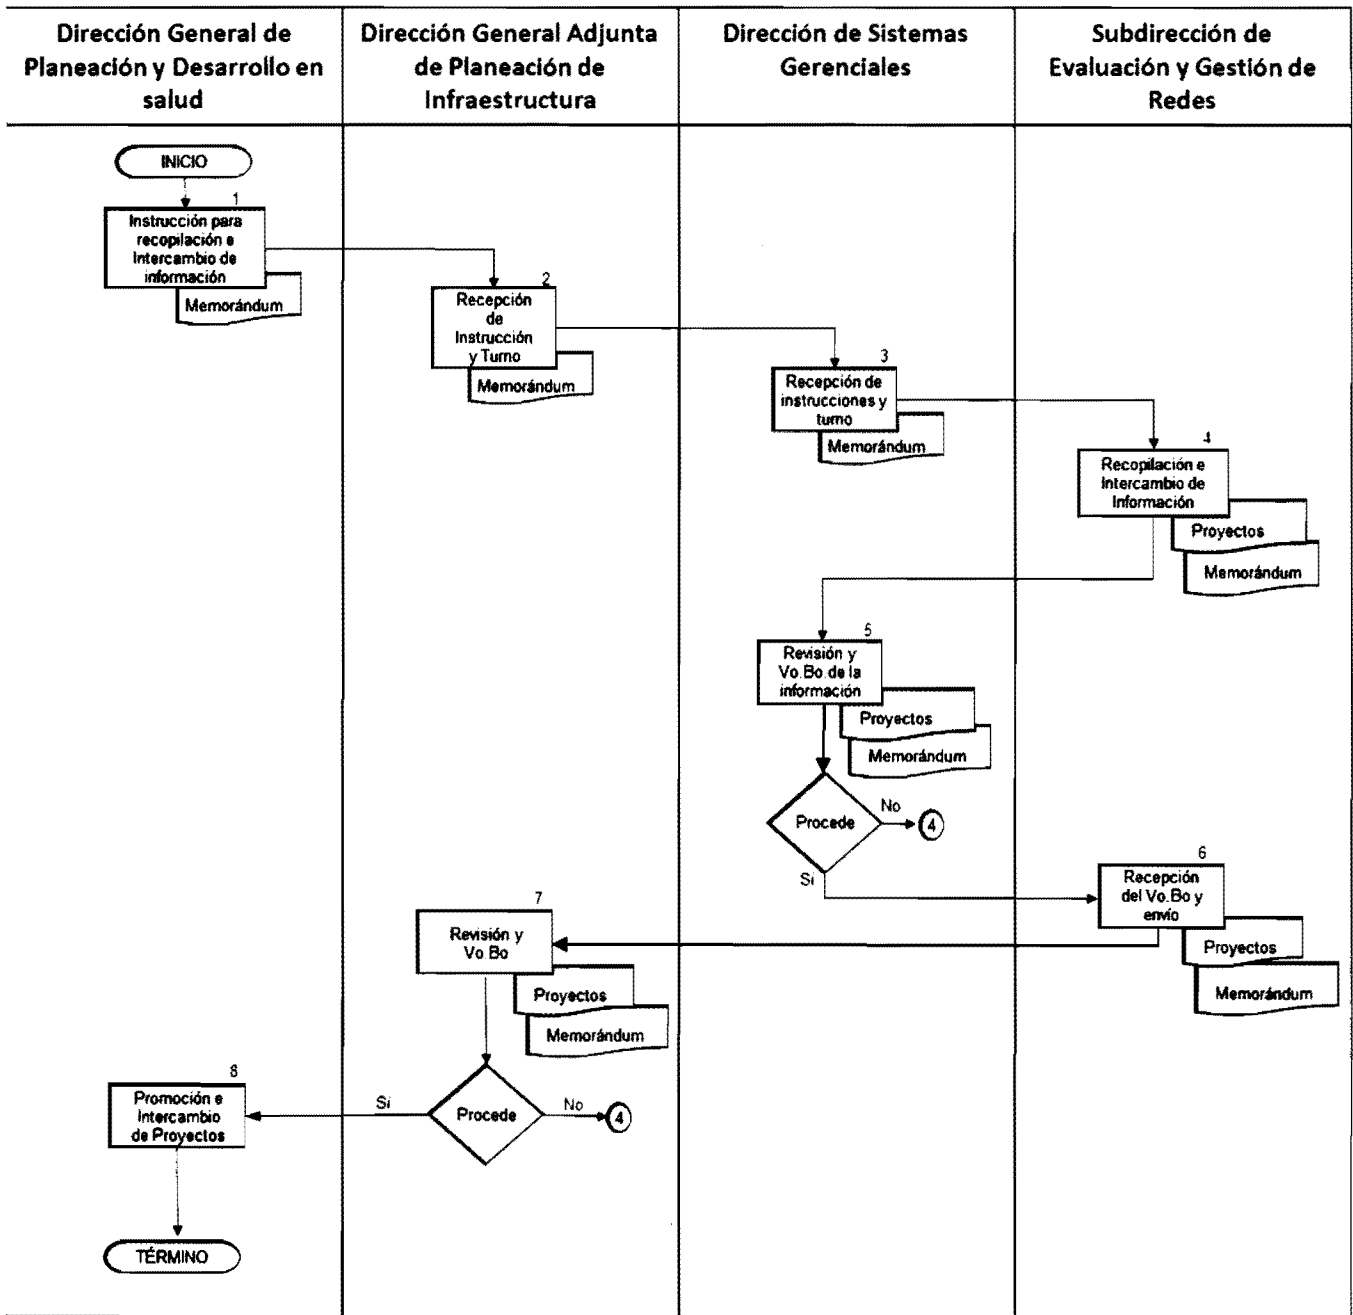 Dirección General de
Planeación y Desarrollo en
salud
Dirección General Adjunta
de Planeación de
Infraestructura
Dirección de Sistemas
Gerenciales
Subdirección de
Evaluación y Gestión de
Redes
INICIO
1
Instrucción para
recopilación e
Intercambio de
información
Memorándum
2
Recepción
de
Instrucción
y Turno
Memorándum
3
Recepción de
instrucciones y
turno
Memorándum
4
Recopilación e
Intercambio de
Información
Proyectos
Memorándum
5
Revisión y
Vo.Bo.de la
información
Proyectos
Memorándum
Procede
No
4
Si
6
Recepción
del Vo.Bo y
envío
Proyectos
Memorándum
7
Revisión y
Vo.Bo
Proyectos
Memorándum
Procede
No
4
Si
8
Promoción e
Intercambio
de Proyectos
TÉRMINO